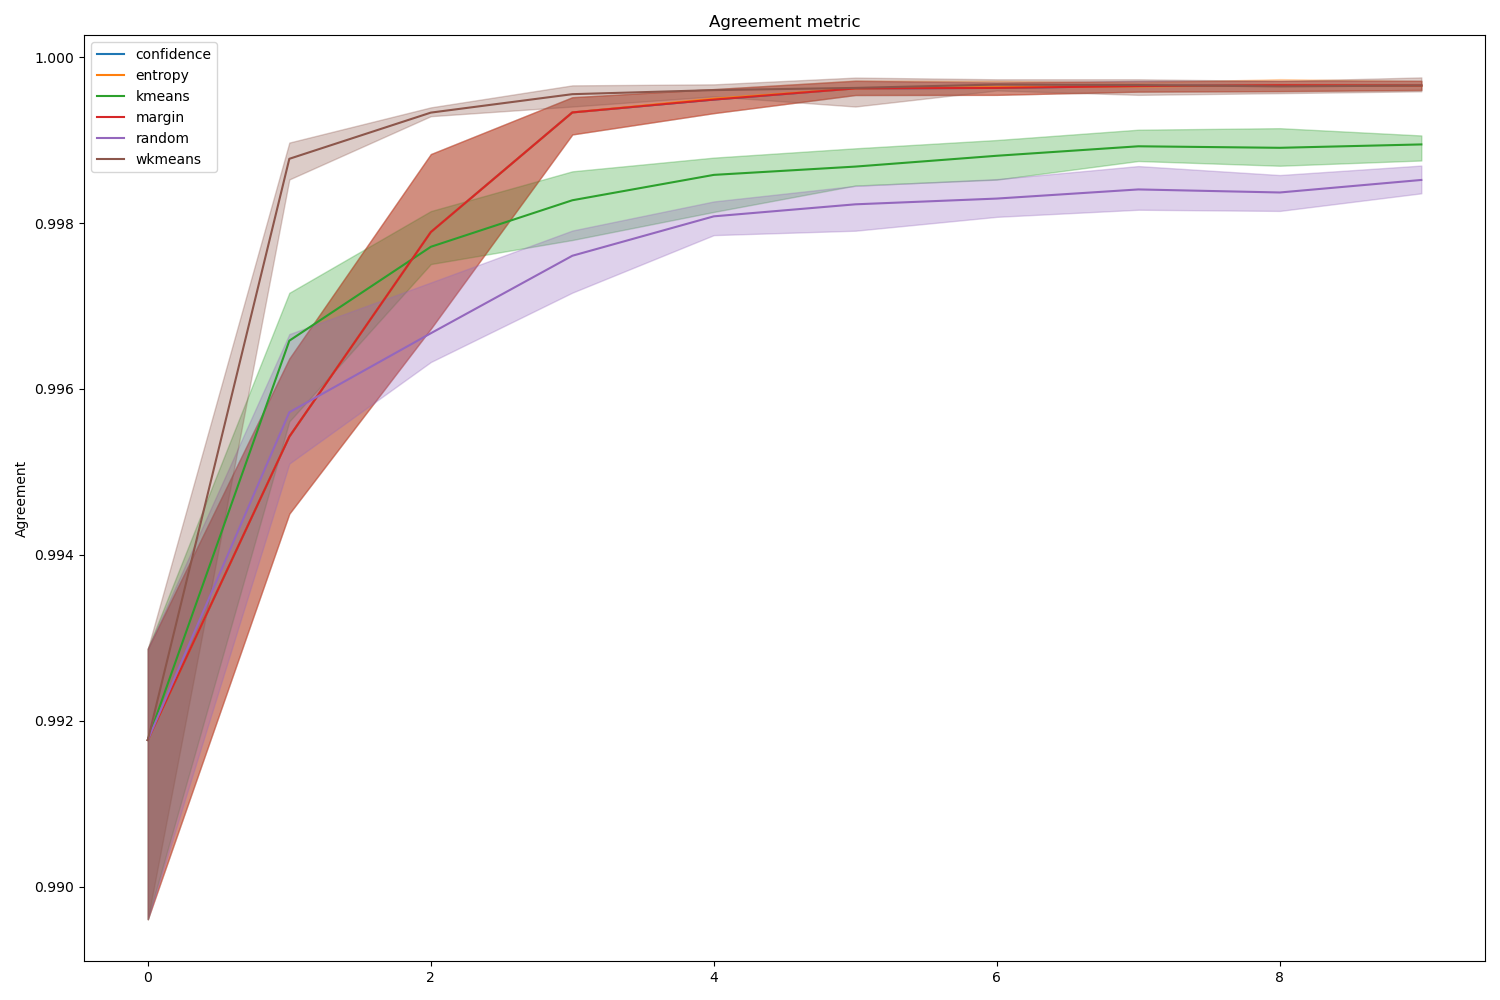 Agreement metric
confidence
entropy
kmeans
margin
random
wkmeans
Agreement
1.000
0.998
0.996
0.994
0.992
0.990
0
2
4
6
8